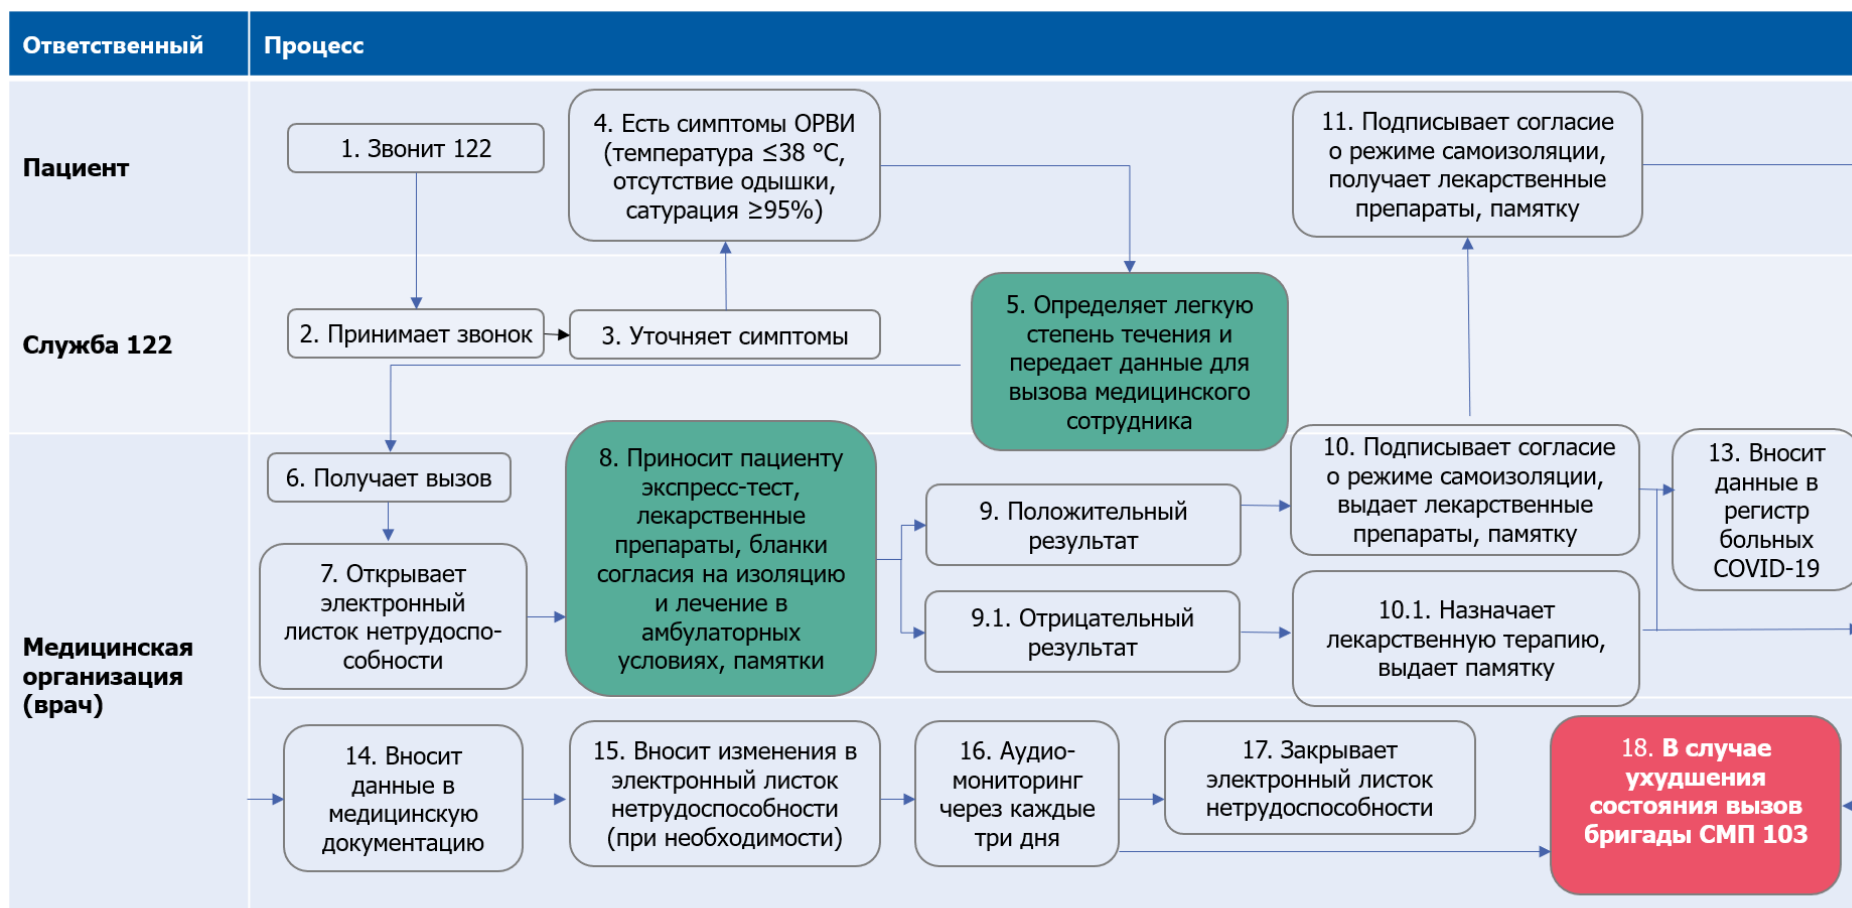 Ответственный
Процесс
Пациент
1. Звонит 122
4. Есть симптомы ОРВИ
(температура ≤38 °С,
отсутствие одышки,
сатурация ≥95%)
11. Подписывает согласие
о режиме самоизоляции,
получает лекарственные
препараты, памятку
Служба 122
2. Принимает звонок
3. Уточняет симптомы
5. Определяет легкую
степень течения и
передает данные для
вызова медицинского
сотрудника
Медицинская
организация
(врач)
6. Получает вызов
7. Открывает
электронный
листок нетрудоспо-
собности
8. Приносит пациенту
экспресс-тест,
лекарственные
препараты, бланки
согласия на изоляцию
и лечение в
амбулаторных
условиях, памятки
9. Положительный
результат
9.1. Отрицательный
результат
10. Подписывает согласие
о режиме самоизоляции,
выдает лекарственные
препараты, памятку
10.1. Назначает
лекарственную терапию,
выдает памятку
13. Вносит
данные в
регистр
больных
COVID-19
14. Вносит
данные в
медицинскую
документацию
15. Вносит изменения в
электронный листок
нетрудоспособности
(при необходимости)
16. Аудио-
мониторинг
через каждые
три дня
17. Закрывает
электронный листок
нетрудоспособности
18. В случае
ухудшения
состояния вызов
бригады СМП 103